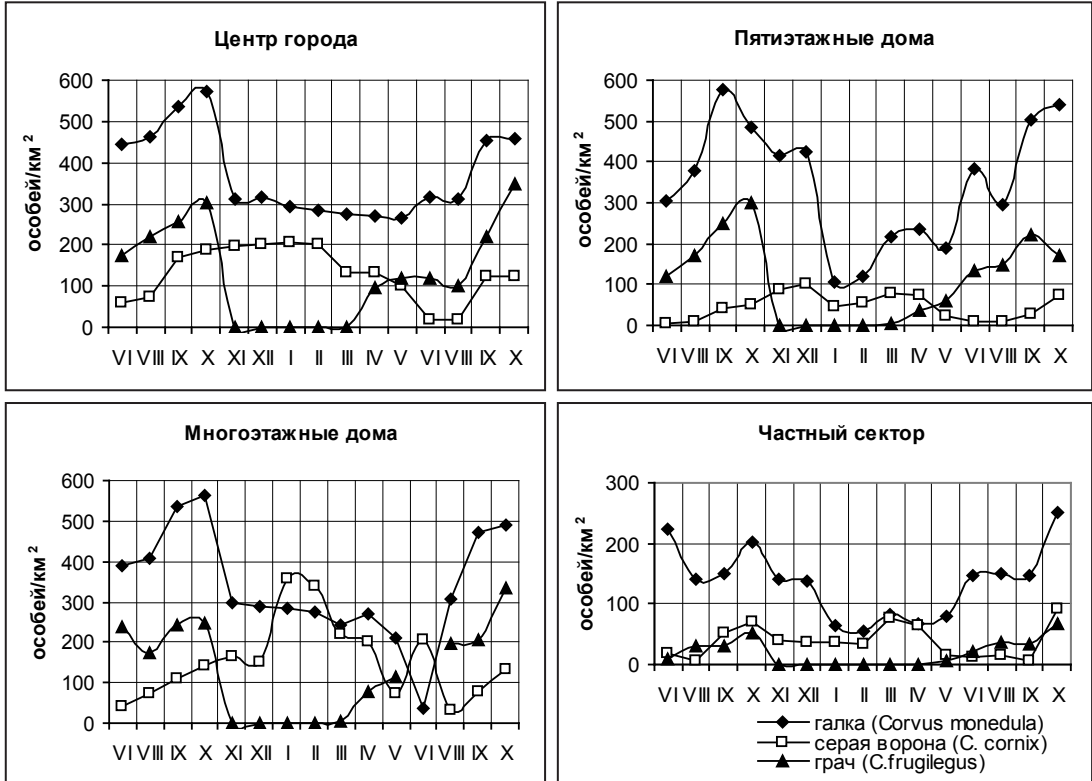 Центр города
600
500
400
300
200
100
0
особей/км²
VI VIII IX X XI XII I II III IV V VI VIII IX X
Пятиэтажные дома
600
500
400
300
200
100
0
особей/км²
VI VIII IX X XI XII I II III IV V VI VIII IX X
Многоэтажные дома
600
500
400
300
200
100
0
особей/км²
VI VIII IX X XI XII I II III IV V VI VIII IX X
Частный сектор
300
200
100
0
особей/км²
VI VIII IX X XI XII I II III IV V VI VIII IX X
галка (Corvus monedula)
серая ворона (C. cornix)
грач (C.frugilegus)